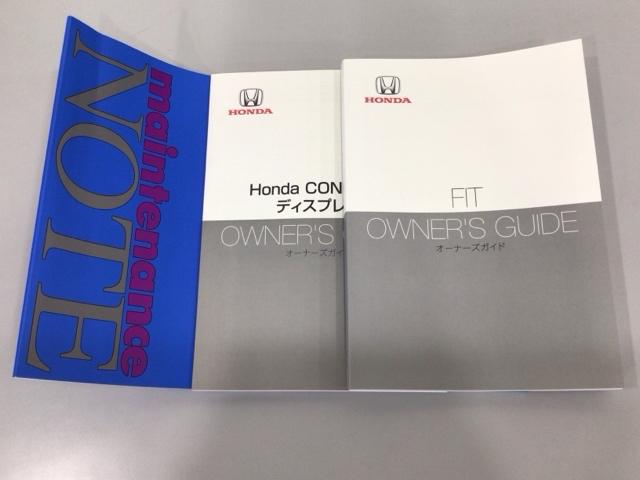 maintenance
NOTE
HONDA
Honda CON
ディスプレ
OWNER'S
オーナーズガイ
HONDA
FIT
OWNER'S GUIDE
オーナーズガイド